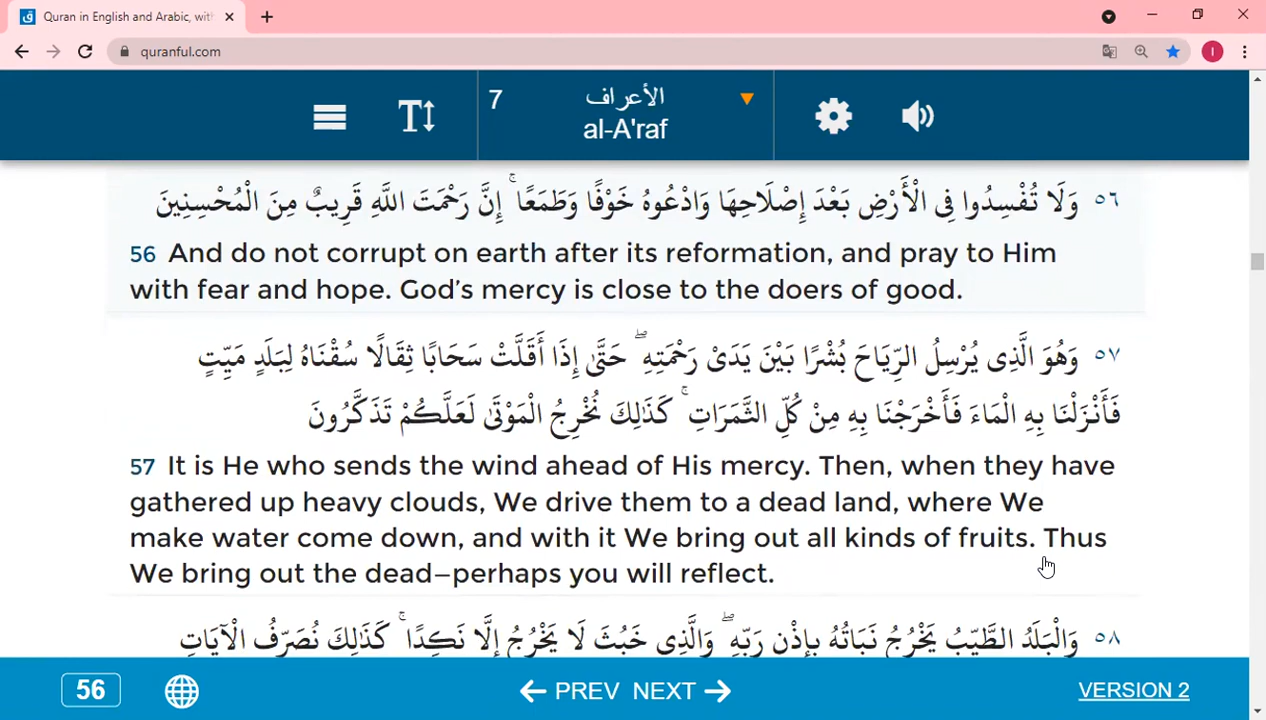 Quran in English and Arabic, wit
quranful.com
I
7
الأعراف
al-A'raf
٥٦ وَلَا تُفْسِدُوا فِى الْأَرْضِ بَعْدَ إِصْلَاحِهَا وَادْعُوهُ خَوْفًا وَطَمَعًا ۚ إِنَّ رَحْمَتَ اللَّهِ قَرِيبٌ مِنَ الْمُحْسِنِينَ
56 And do not corrupt on earth after its reformation, and pray to Him
with fear and hope. God’s mercy is close to the doers of good.
٥٧ وَهُوَ الَّذِى يُرْسِلُ الرِّيَاحَ بُشْرًا بَيْنَ يَدَىْ رَحْمَتِهِ ۖ حَتَّىٰ إِذَا أَقَلَّتْ سَحَابًا ثِقَالًا سُقْنَاهُ لِبَلَدٍ مَيِّتٍ
فَأَنْزَلْنَا بِهِ الْمَاءَ فَأَخْرَجْنَا بِهِ مِنْ كُلِّ الثَّمَرَاتِ ۚ كَذَٰلِكَ نُخْرِجُ الْمَوْتَىٰ لَعَلَّكُمْ تَذَكَّرُونَ
57 It is He who sends the wind ahead of His mercy. Then, when they have
gathered up heavy clouds, We drive them to a dead land, where We
make water come down, and with it We bring out all kinds of fruits. Thus
We bring out the dead—perhaps you will reflect.
٥٨ وَالْبَلَدُ الطَّيِّبُ يَخْرُجُ نَبَاتُهُ بِإِذْنِ رَبِّهِ ۖ وَالَّذِى خَبُثَ لَا يَخْرُجُ إِلَّا نَكِدًا ۚ كَذَٰلِكَ نُصَرِّفُ الْآيَاتِ
56
PREV NEXT
VERSION 2